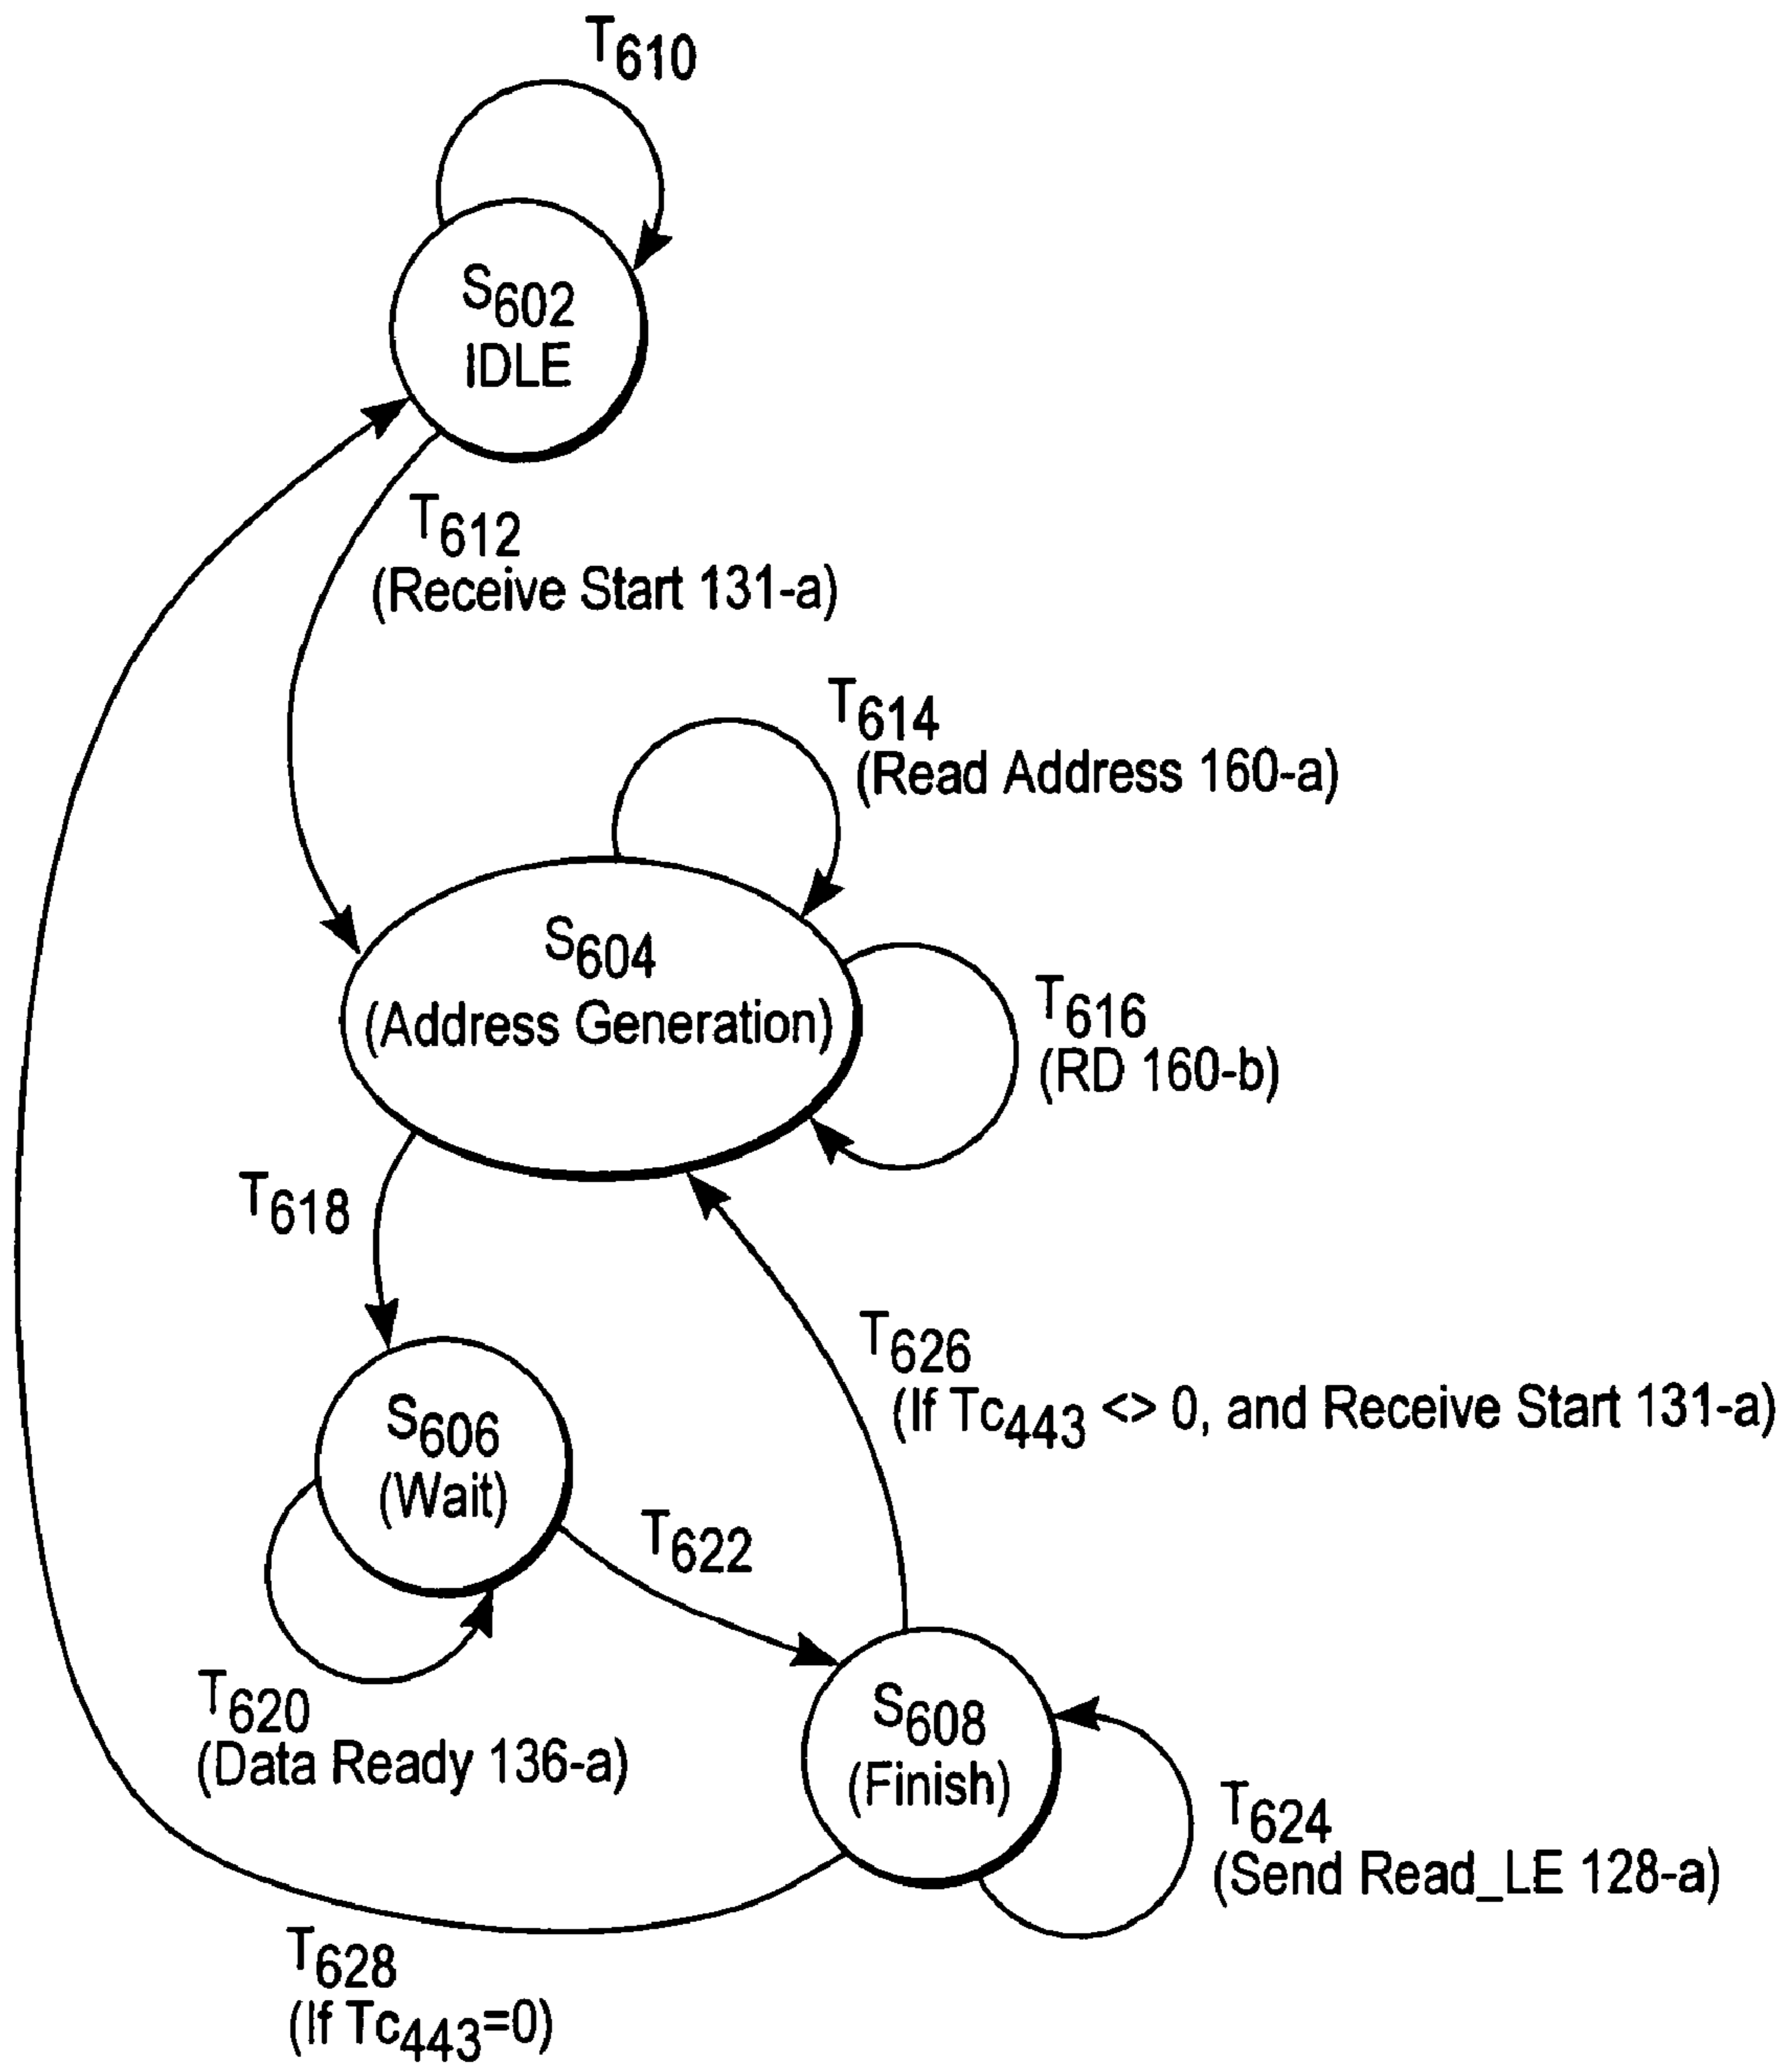 T610
S602
IDLE
T612
(Receive Start 131-a)
T614
(Read Address 160-a)
S604
(Address Generation)
T616
(RD 160-b)
T618
T626
(If Tc443 <> 0, and Receive Start 131-a)
S606
(Wait)
T622
T620
(Data Ready 136-a)
S608
(Finish)
T624
(Send Read_LE 128-a)
T628
(If Tc443=0)